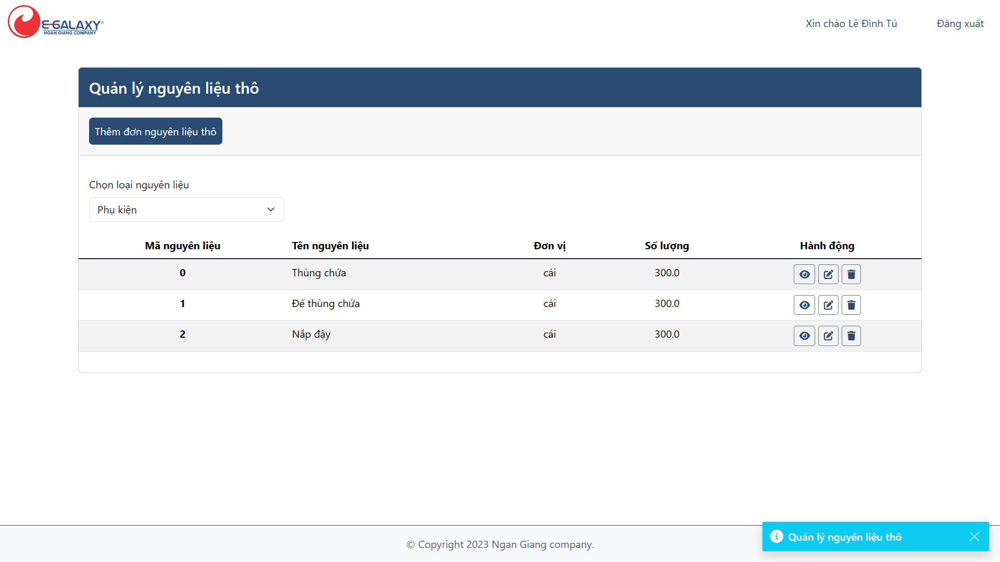 E-GALAXY®
NGAN GIANG COMPANY
Xin chào Lê Đình Tú
Đăng xuất
Quản lý nguyên liệu thô
Thêm đơn nguyên liệu thô
Chọn loại nguyên liệu
Phụ kiện
Mã nguyên liệu Tên nguyên liệu Đơn vị Số lượng Hành động
0 Thùng chứa cái 300.0
1 Đế thùng chứa cái 300.0
2 Nắp đậy cái 300.0
© Copyright 2023 Ngan Giang company.
Quản lý nguyên liệu thô